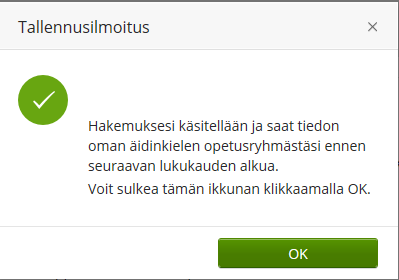 Tallennusilmoitus
Hakemuksesi käsitellään ja saat tiedon
oman äidinkielen opetusryhmästäsi ennen
seuraavan lukukauden alkua.
Voit sulkea tämän ikkunan klikkaamalla OK.
OK